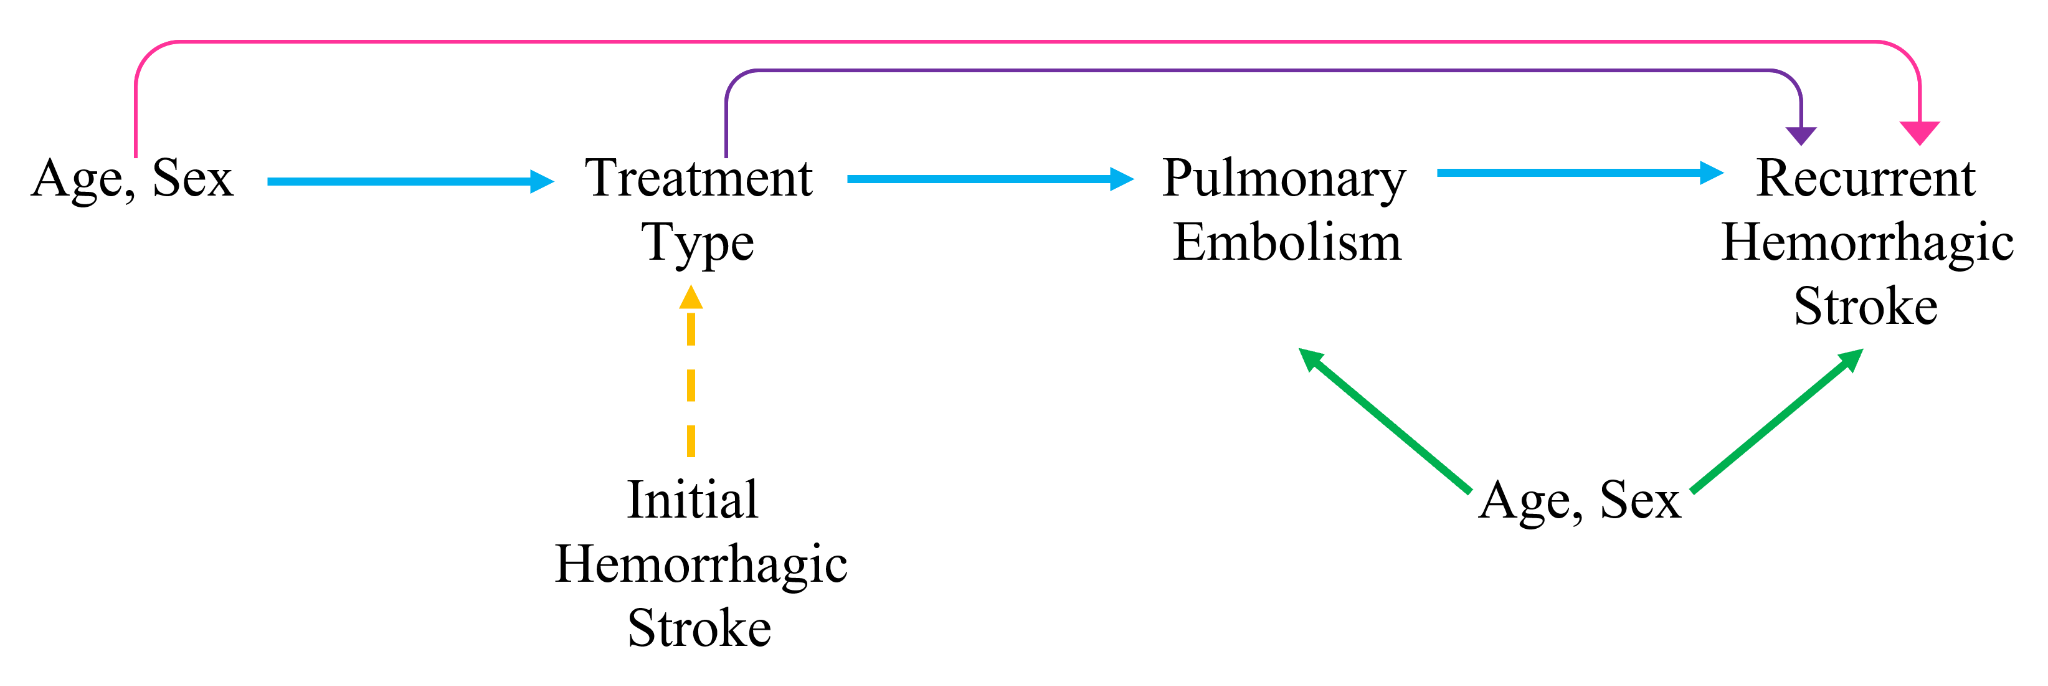 Age, Sex
Treatment
Type
Pulmonary
Embolism
Recurrent
Hemorrhagic
Stroke
Initial
Hemorrhagic
Stroke
Age, Sex